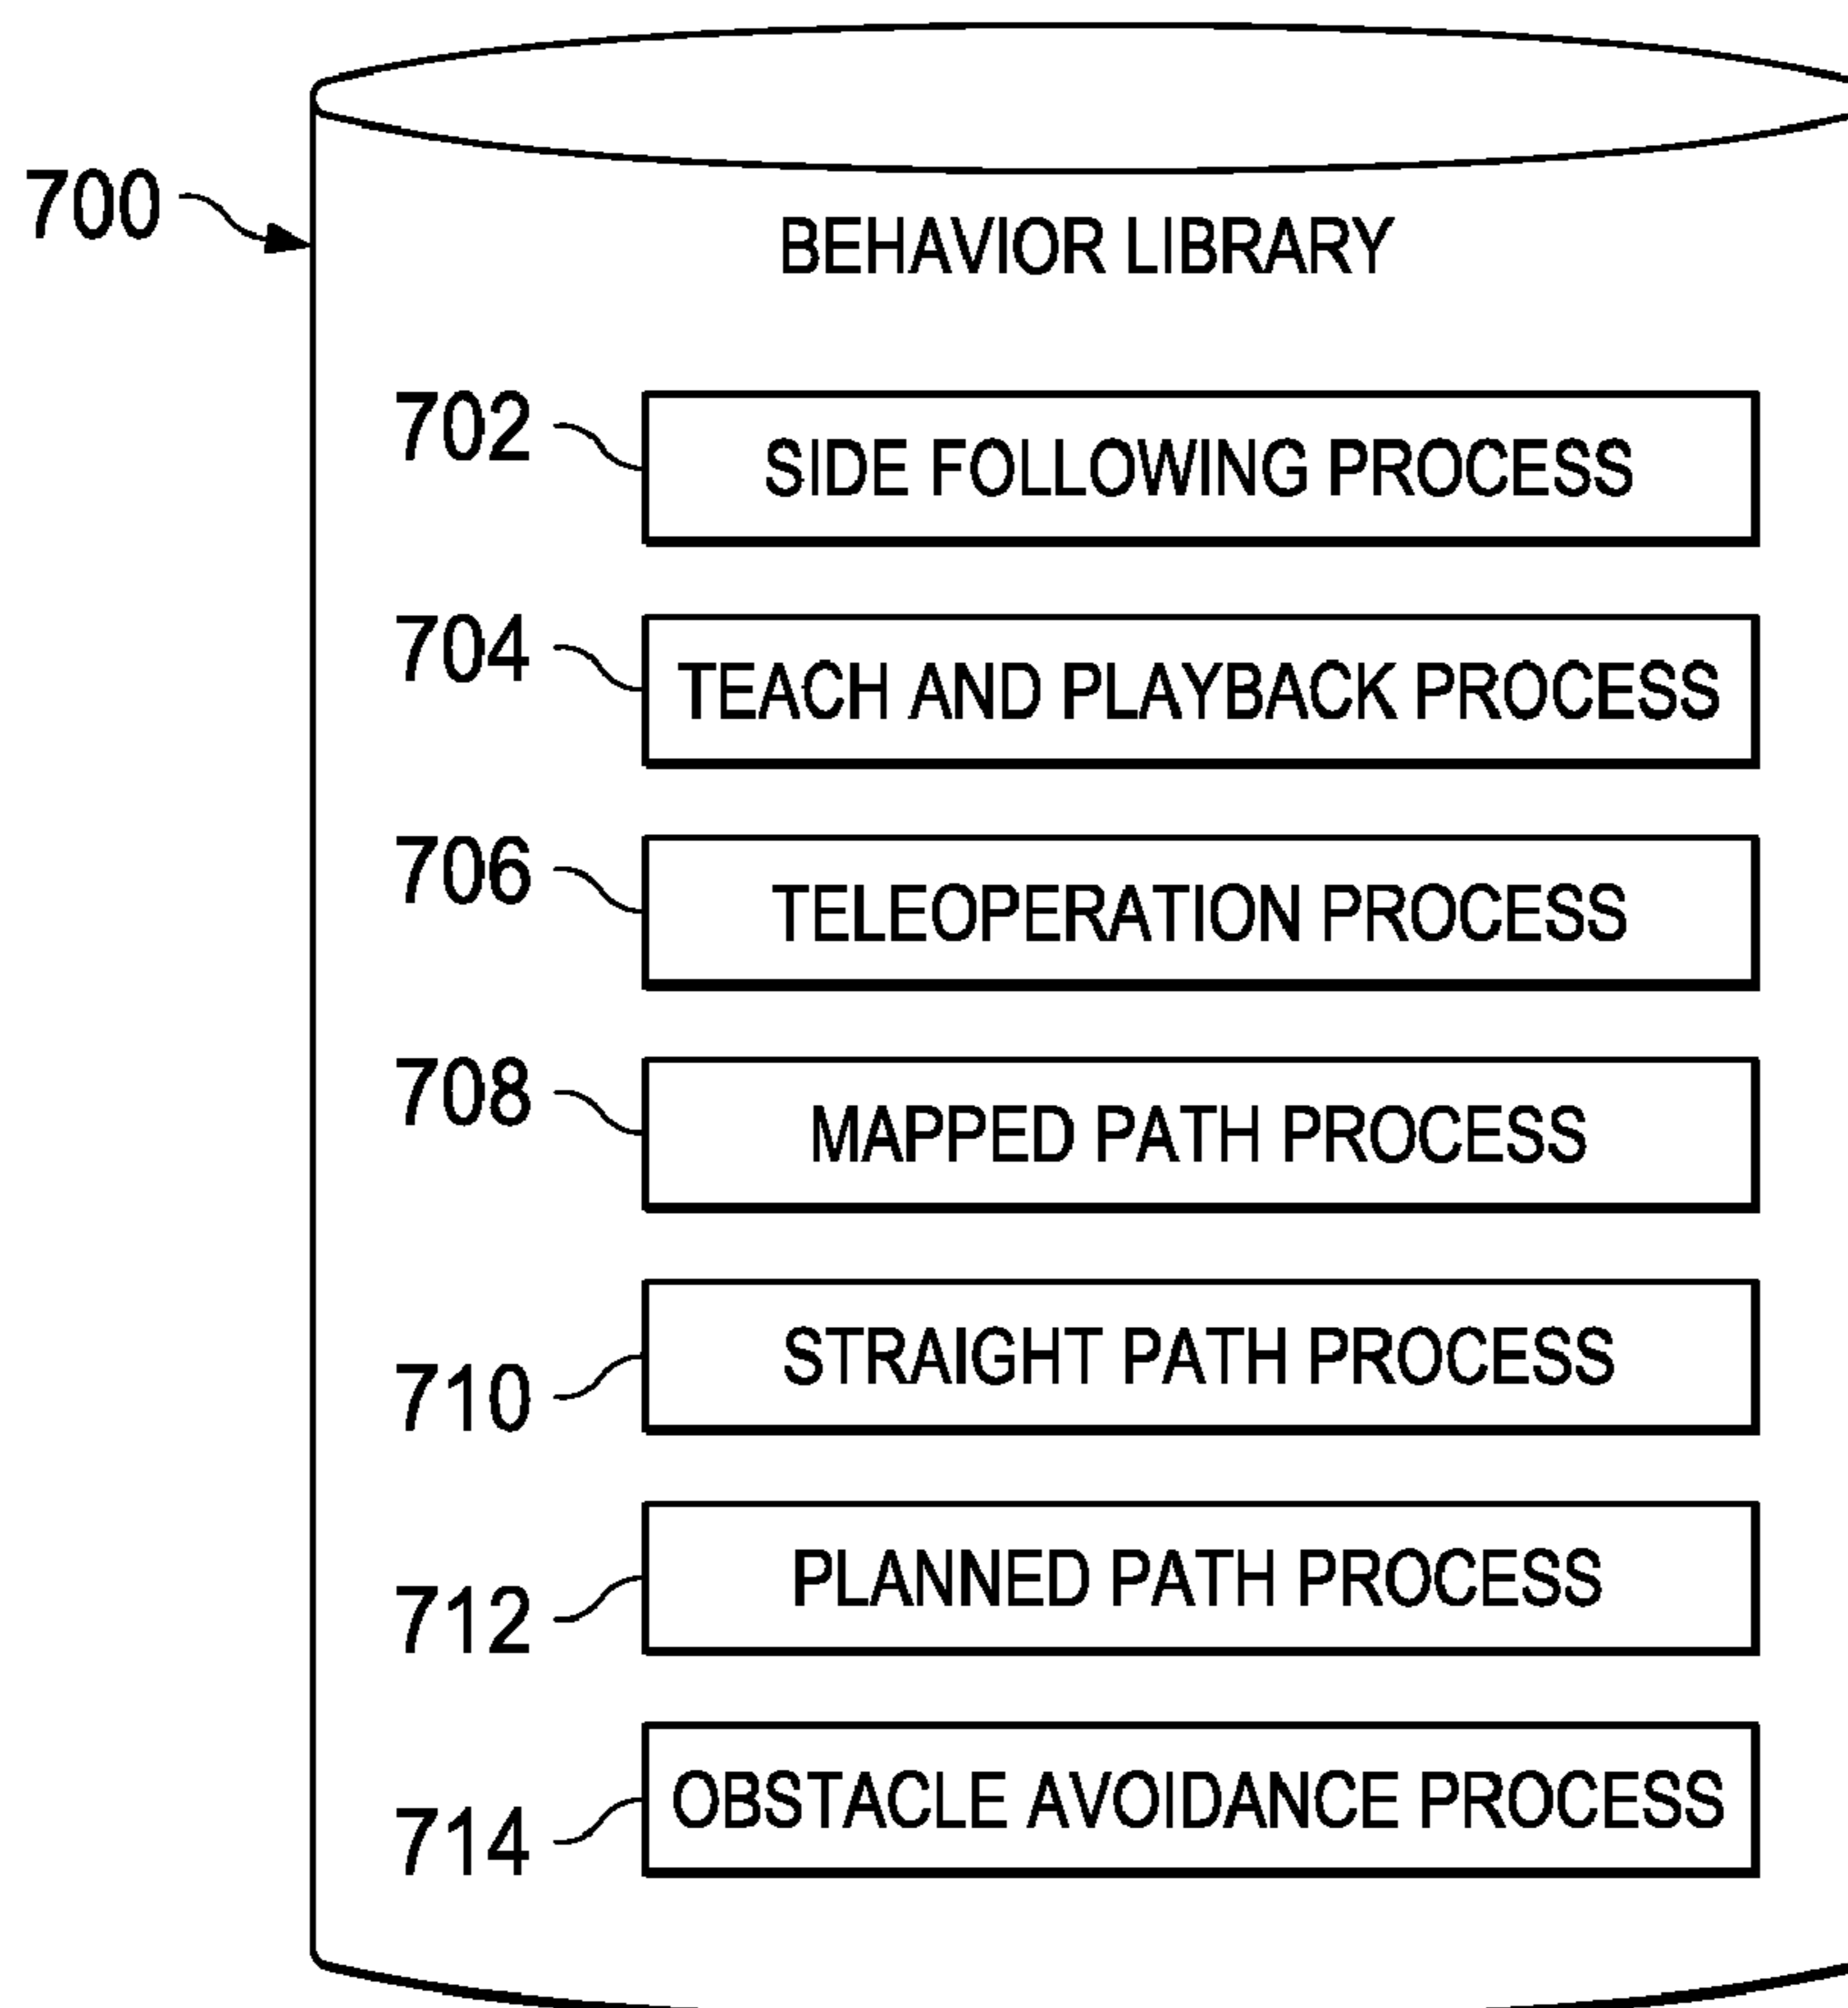 700
BEHAVIOR LIBRARY
702 SIDE FOLLOWING PROCESS
704 TEACH AND PLAYBACK PROCESS
706 TELEOPERATION PROCESS
708 MAPPED PATH PROCESS
710 STRAIGHT PATH PROCESS
712 PLANNED PATH PROCESS
714 OBSTACLE AVOIDANCE PROCESS